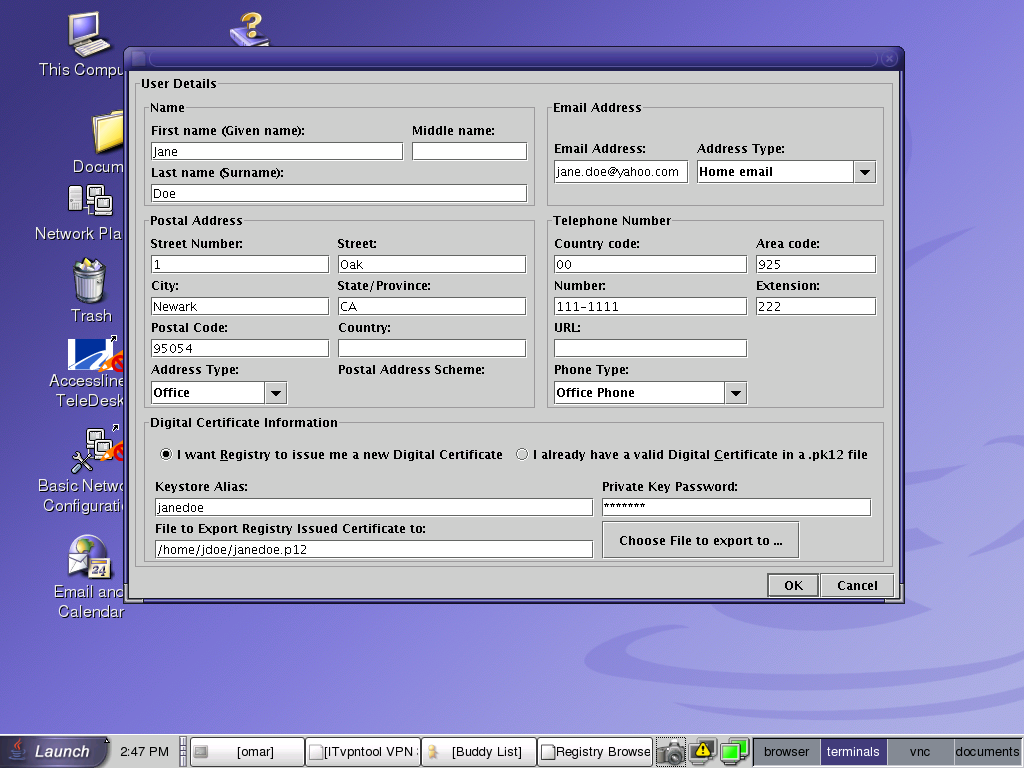 This Compu
Docum
Network Pla
Trash
Accessline
TeleDesk
Basic Netwo
Configuratio
Email and
Calendar
User Details
Name
First name (Given name):
Middle name:
Jane
Last name (Surname):
Doe
Email Address
Email Address:
Address Type:
jane.doe@yahoo.com
Home email
Postal Address
Street Number:
Street:
1
Oak
City:
State/Province:
Newark
CA
Postal Code:
Country:
95054
Address Type:
Postal Address Scheme:
Office
Telephone Number
Country code:
Area code:
00
925
Number:
Extension:
111-1111
222
URL:
Phone Type:
Office Phone
Digital Certificate Information
I want Registry to issue me a new Digital Certificate
I already have a valid Digital Certificate in a .pk12 file
Keystore Alias:
Private Key Password:
janedoe
*******
File to Export Registry Issued Certificate to:
/home/jdoe/janedoe.p12
Choose File to export to ...
OK
Cancel
Launch
2:47 PM
[omar]
[ITvpntool VPN
[Buddy List]
Registry Browse
browser
terminals
vnc
documents